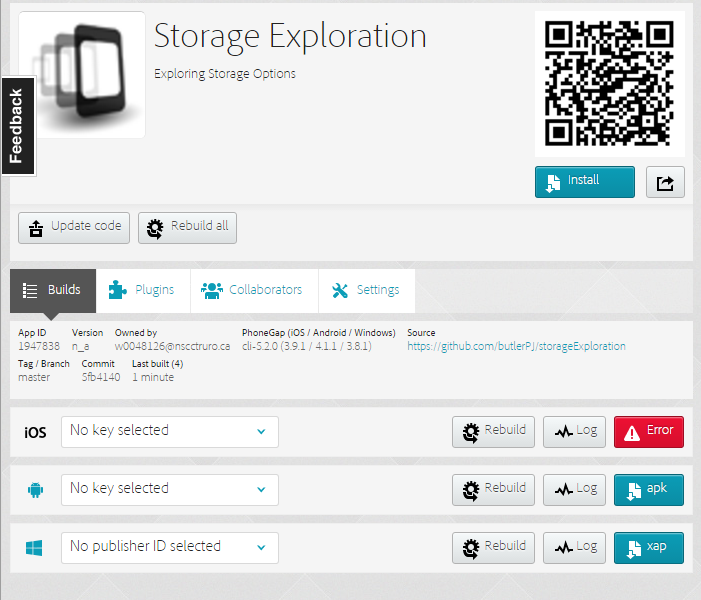 Storage Exploration
Exploring Storage Options
Feedback
Install
Update code Rebuild all
Builds Plugins Collaborators Settings
App ID Version Owned by PhoneGap (iOS / Android / Windows) Source
1947838 n_a w0048126@nscctruro.ca cli-5.2.0 (3.9.1 / 4.1.1 / 3.8.1) https://github.com/butlerPJ/storageExploration
Tag / Branch Commit Last built (4)
master 5fb4140 1 minute
iOS No key selected Rebuild Log Error
No key selected Rebuild Log apk
No publisher ID selected Rebuild Log xap